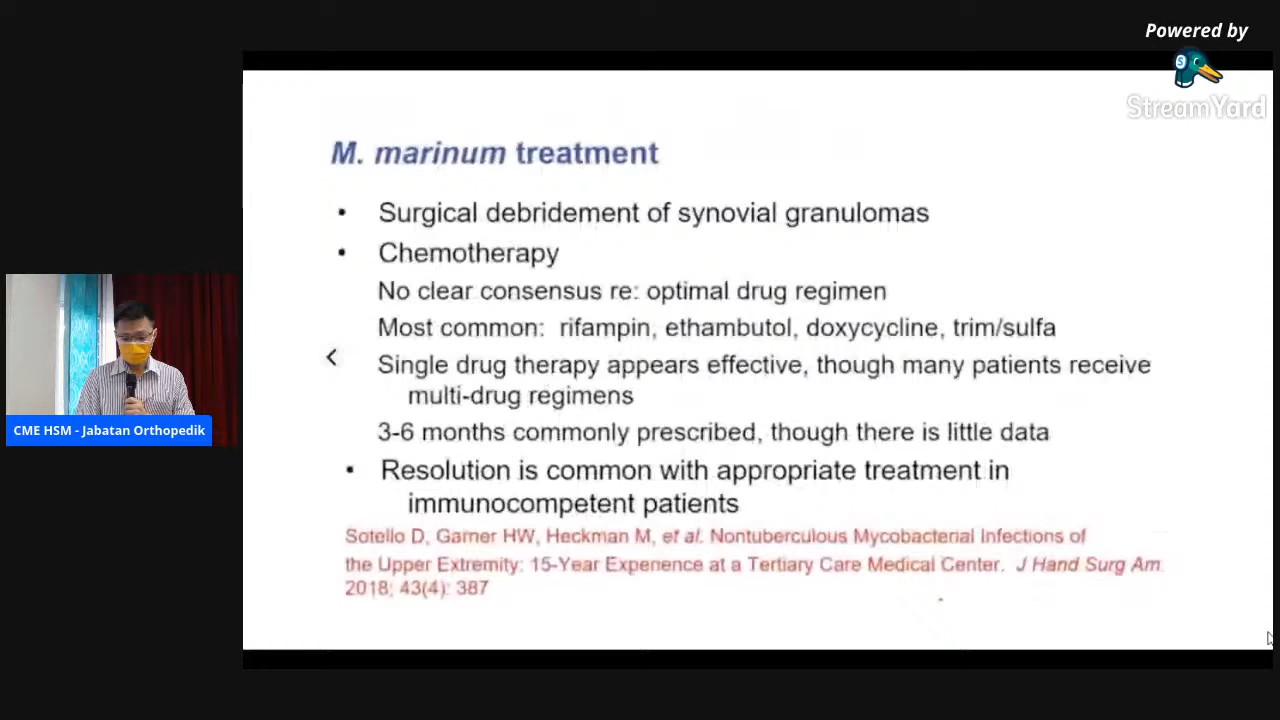 Powered by
StreamYard
M. marinum treatment
• Surgical debridement of synovial granulomas
• Chemotherapy
No clear consensus re: optimal drug regimen
Most common: rifampin, ethambutol, doxycycline, trim/sulfa
Single drug therapy appears effective, though many patients receive
multi-drug regimens
3-6 months commonly prescribed, though there is little data
• Resolution is common with appropriate treatment in
immunocompetent patients
Sotello D, Garner HW, Heckman M, et al. Nontuberculous Mycobacterial Infections of
the Upper Extremity: 15-Year Experience at a Tertiary Care Medical Center. J Hand Surg Am.
2018; 43(4): 387
CME HSM - Jabatan Orthopedik